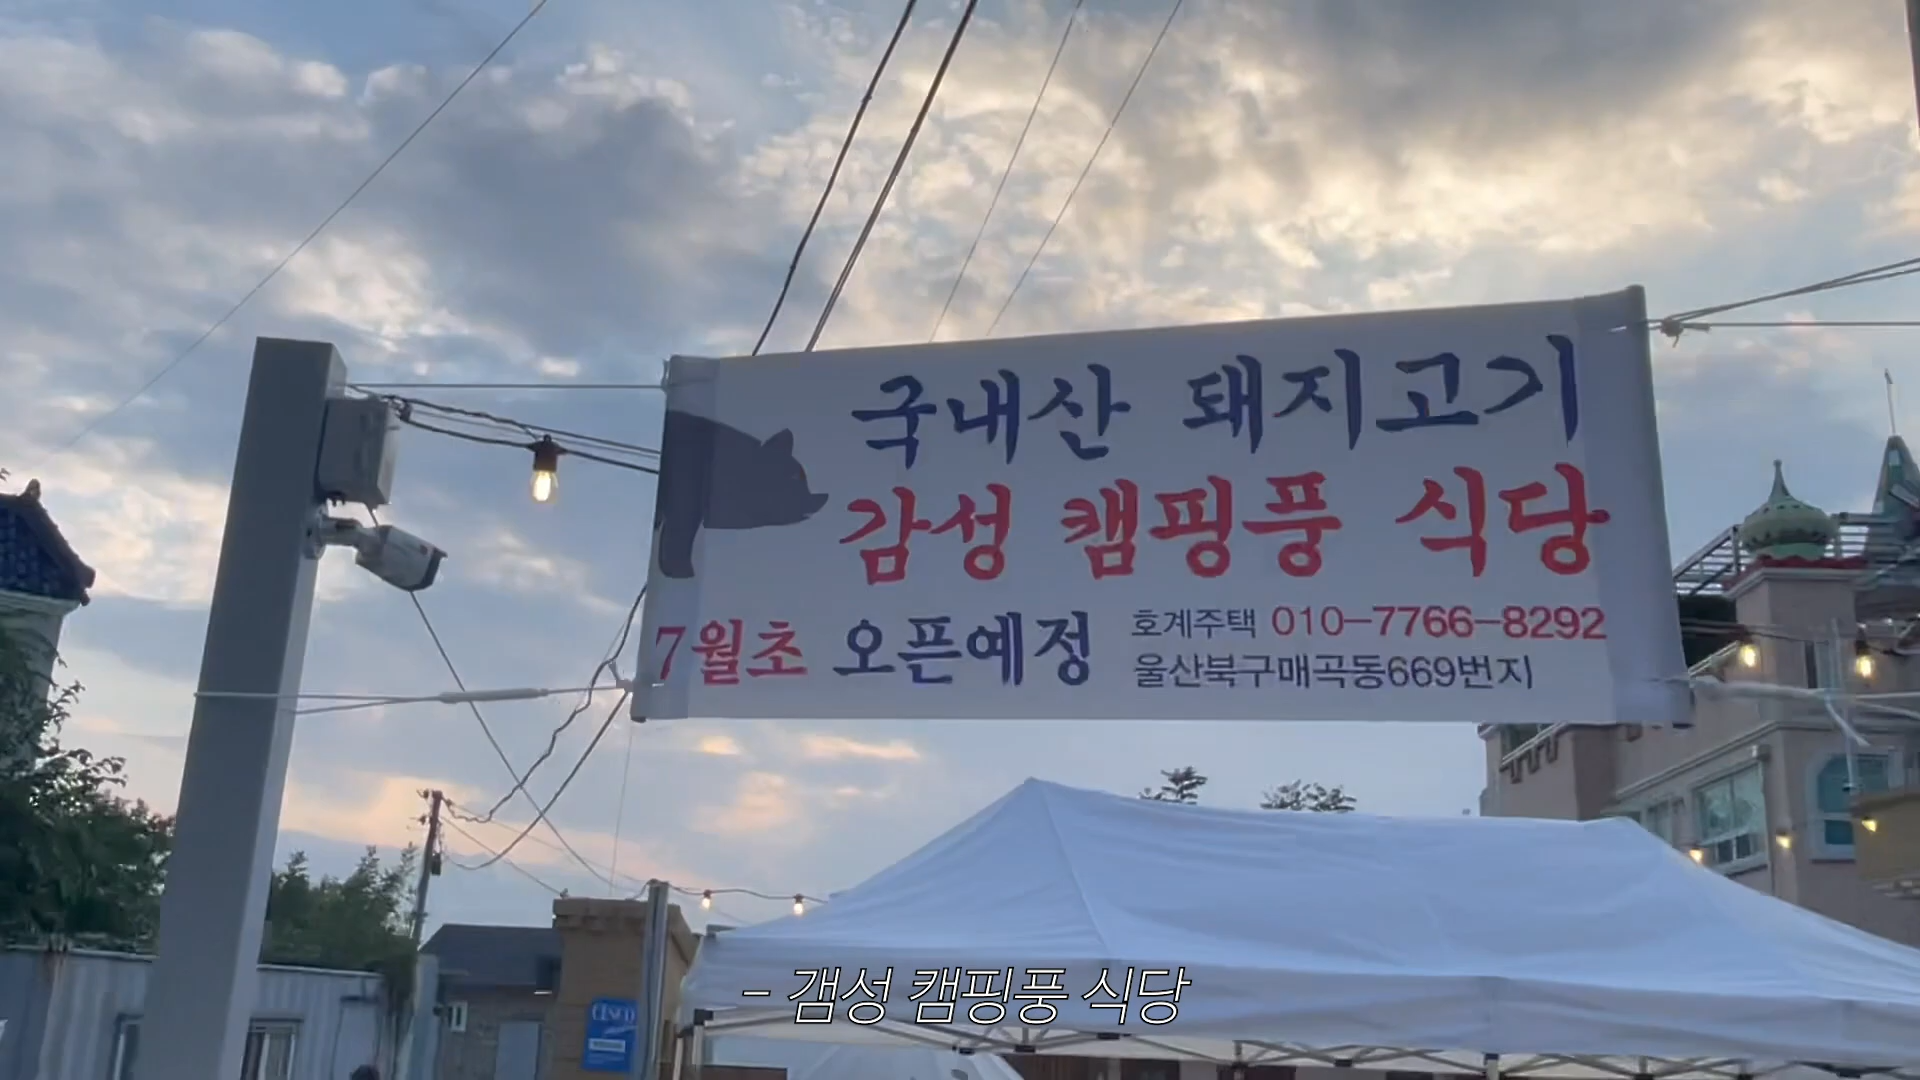 국내산 돼지고기
감성 캠핑풍 식당
7월초 오픈예정
호계주택 010-7766-8292
울산북구매곡동669번지
CESCO
- 갬성 캠핑풍 식당